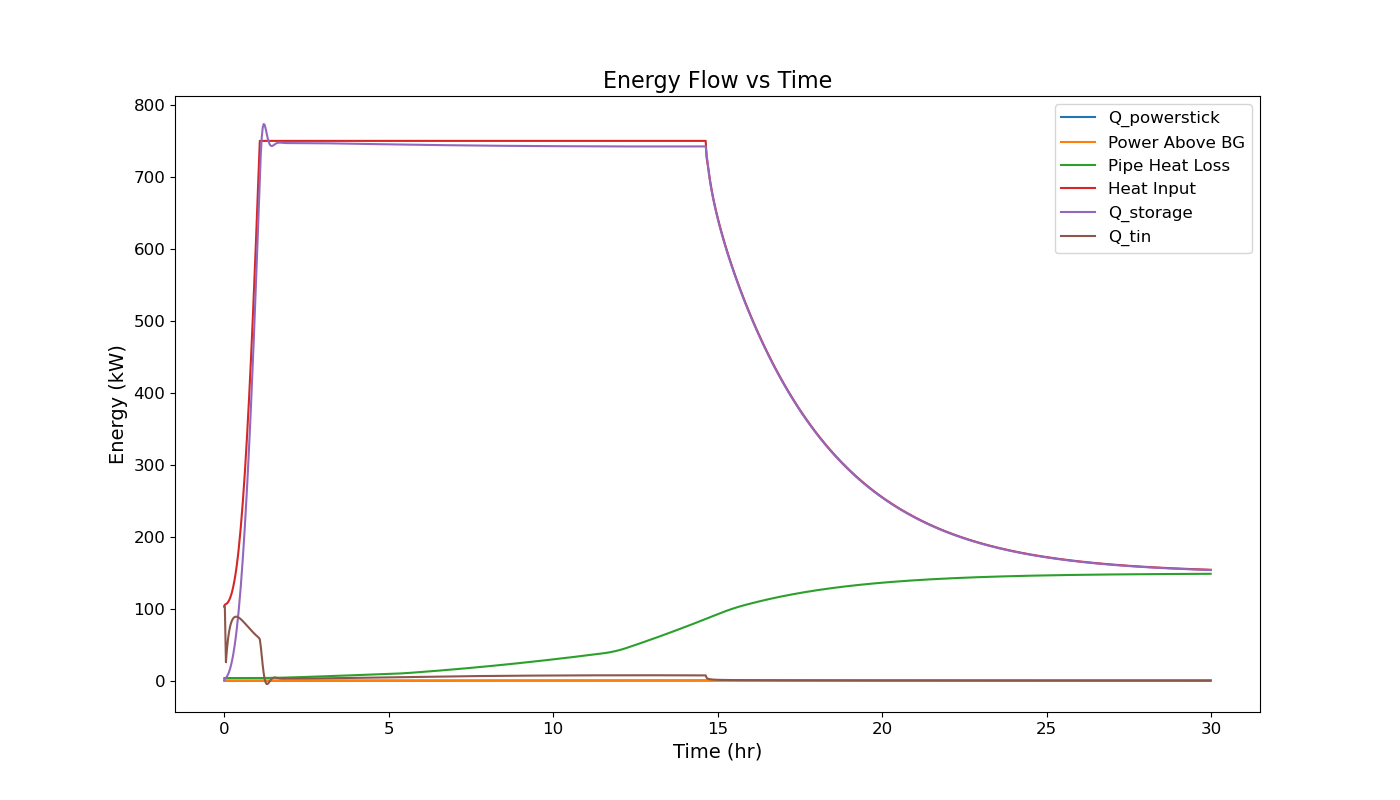 Energy Flow vs Time
Energy (kW)
800
700
600
500
400
300
200
100
0
Q_powerstick
Power Above BG
Pipe Heat Loss
Heat Input
Q_storage
Q_tin
0 5 10 15 20 25 30
Time (hr)